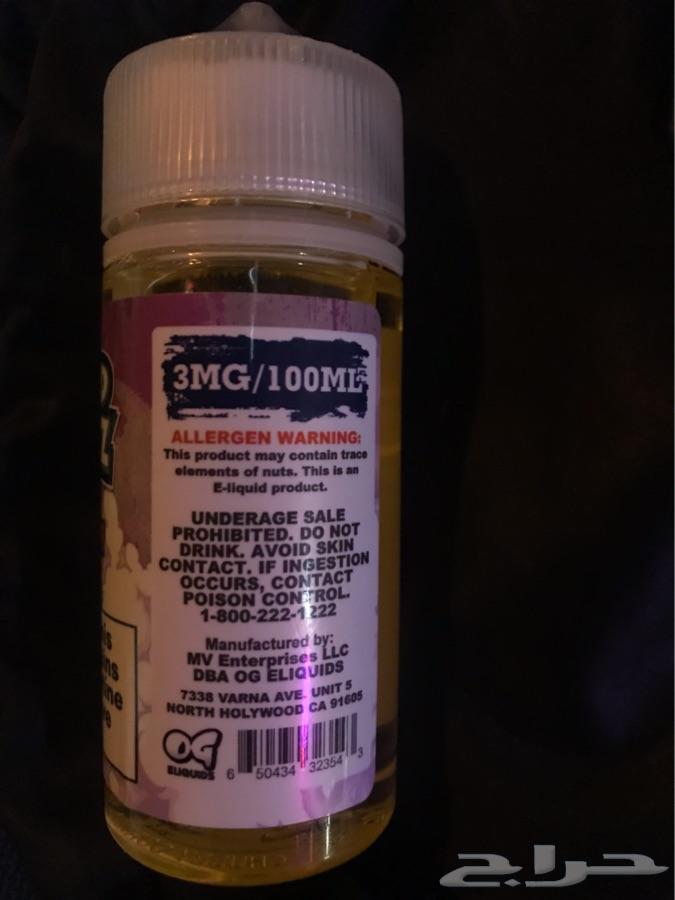 3MG/100ML
ALLERGEN WARNING:
This product may contain trace
elements of nuts. This is an
E-liquid product.
UNDERAGE SALE
PROHIBITED. DO NOT
DRINK. AVOID SKIN
CONTACT. IF INGESTION
OCCURS, CONTACT
POISON CONTROL.
1-800-222-1222
Manufactured by:
MV Enterprises LLC
DBA OG ELIQUIDS
7338 VARNA AVE. UNIT 5
NORTH HOLYWOOD CA 91605
OG
ELIQUIDS
6 50434 32354 3
حراج